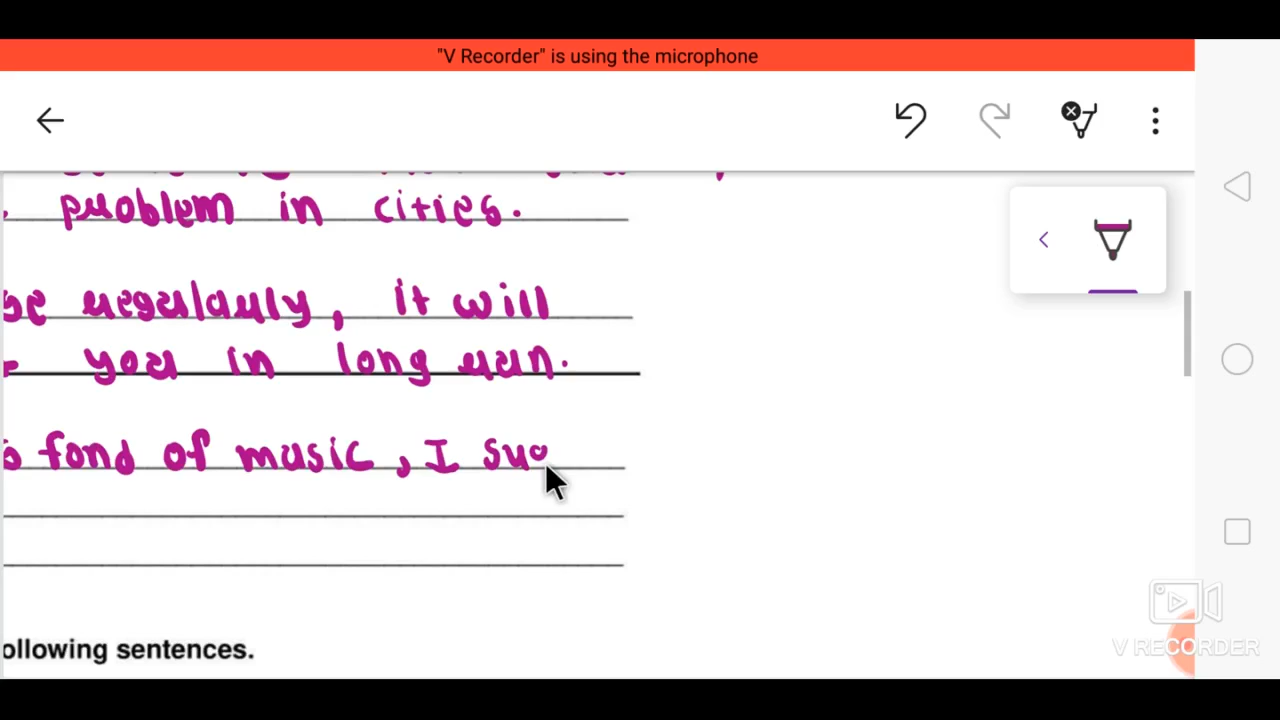 "V Recorder" is using the microphone
problem in cities.
regularly, it will
you in long run.
fond of music, I
ollowing sentences.
V RECORDER